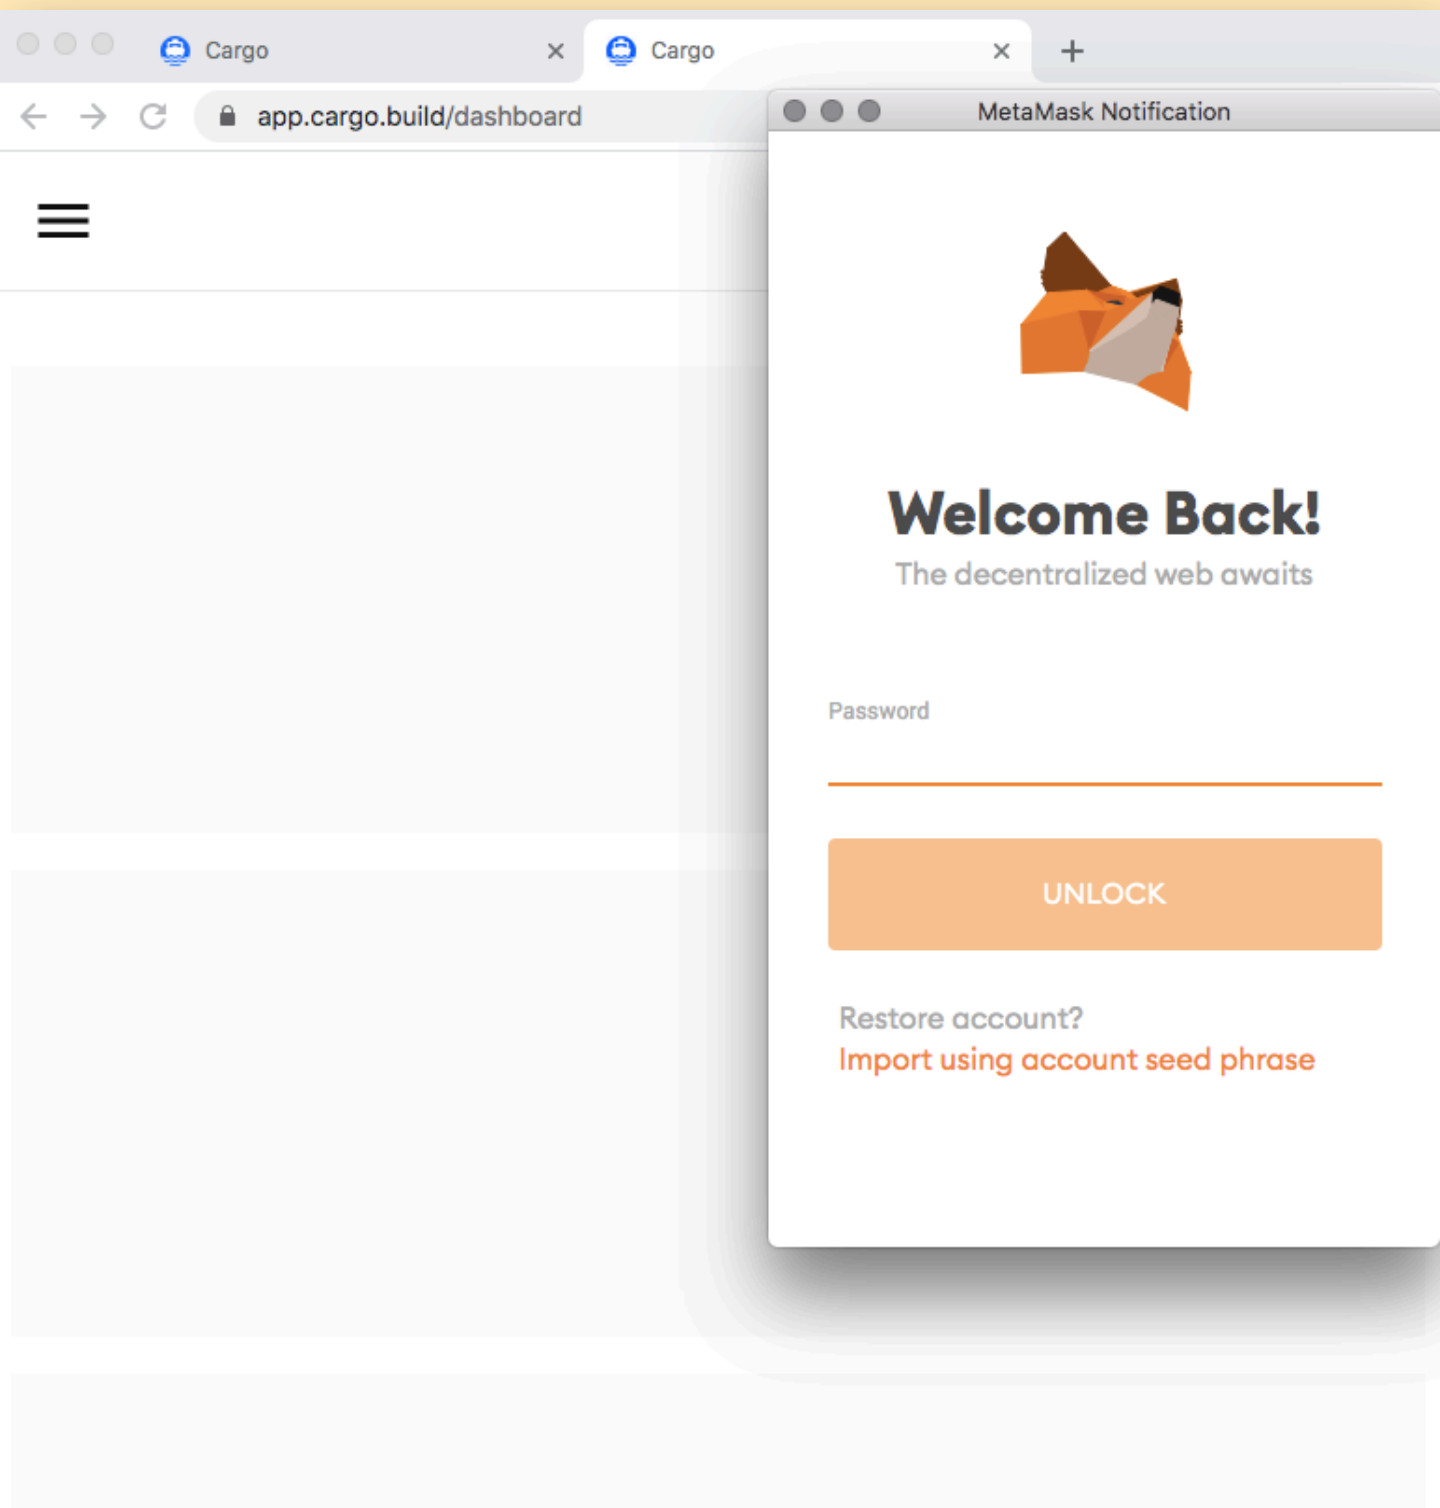 Cargo
Cargo
app.cargo.build/dashboard
MetaMask Notification
Welcome Back!
The decentralized web awaits
Password
UNLOCK
Restore account?
Import using account seed phrase